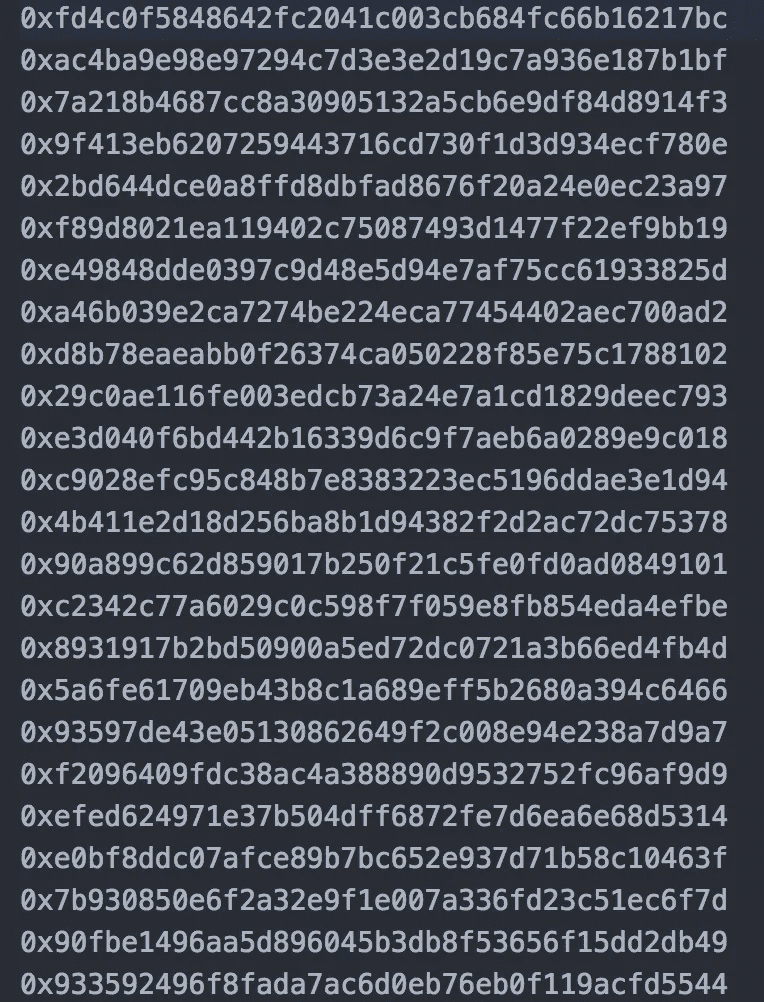 0xfd4c0f5848642fc2041c003cb684fc66b16217bc
0xac4ba9e98e97294c7d3e3e2d19c7a936e187b1bf
0x7a218b4687cc8a30905132a5cb6e9df84d8914f3
0x9f413eb6207259443716cd730f1d3d934ecf780e
0x2bd644dce0a8ffd8dbfad8676f20a24e0ec23a97
0xf89d8021ea119402c75087493d1477f22ef9bb19
0xe49848dde0397c9d48e5d94e7af75cc61933825d
0xa46b039e2ca7274be224eca77454402aec700ad2
0xd8b78eaeabb0f26374ca050228f85e75c1788102
0x29c0ae116fe003edcb73a24e7a1cd1829deec793
0xe3d040f6bd442b16339d6c9f7aeb6a0289e9c018
0xc9028efc95c848b7e8383223ec5196ddae3e1d94
0x4b411e2d18d256ba8b1d94382f2d2ac72dc75378
0x90a899c62d859017b250f21c5fe0fd0ad0849101
0xc2342c77a6029c0c598f7f059e8fb854eda4efbe
0x8931917b2bd50900a5ed72dc0721a3b66ed4fb4d
0x5a6fe61709eb43b8c1a689eff5b2680a394c6466
0x93597de43e05130862649f2c008e94e238a7d9a7
0xf2096409fdc38ac4a388890d9532752fc96af9d9
0xefed624971e37b504dff6872fe7d6ea6e68d5314
0xe0bf8ddc07afce89b7bc652e937d71b58c10463f
0x7b930850e6f2a32e9f1e007a336fd23c51ec6f7d
0x90fbe1496aa5d896045b3db8f53656f15dd2db49
0x933592496f8fada7ac6d0eb76eb0f119acfd5544